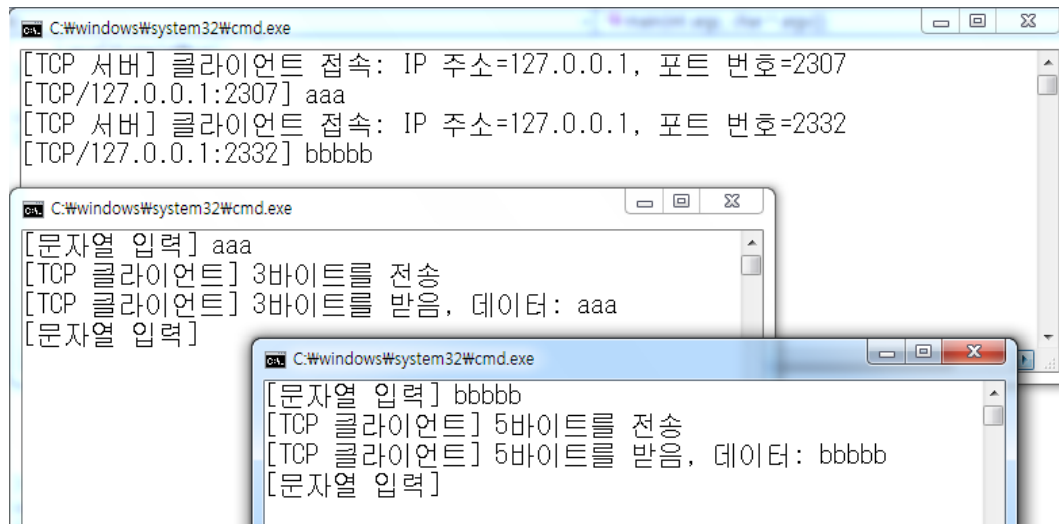 C:₩windows₩system32₩cmd.exe
[TCP 서버] 클라이언트 접속: IP 주소=127.0.0.1, 포트 번호=2307
[TCP/127.0.0.1:2307] aaa
[TCP 서버] 클라이언트 접속: IP 주소=127.0.0.1, 포트 번호=2332
[TCP/127.0.0.1:2332] bbbbb
C:₩windows₩system32₩cmd.exe
[문자열 입력] aaa
[TCP 클라이언트] 3바이트를 전송
[TCP 클라이언트] 3바이트를 받음, 데이터: aaa
[문자열 입력]
C:₩windows₩system32₩cmd.exe
[문자열 입력] bbbbb
[TCP 클라이언트] 5바이트를 전송
[TCP 클라이언트] 5바이트를 받음, 데이터: bbbbb
[문자열 입력]